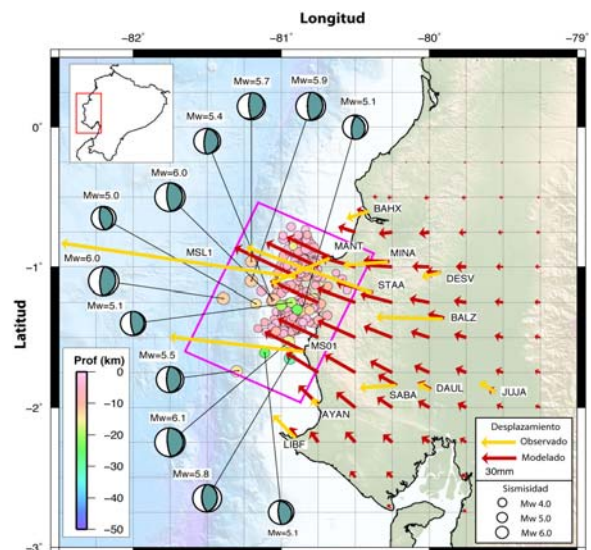 Longitud
−82° −81° −80° −79°
Latitud
0°
−1°
−2°
−3°
Mw=5.7
Mw=5.9
Mw=5.4
Mw=5.1
Mw=6.0
Mw=5.0
Mw=6.0
Mw=5.1
Mw=5.5
Mw=6.1
Mw=5.8
Mw=5.1
BAHX
MANT
MSL1
MINA
DESV
STAA
BALZ
MS01
SABA
DAUL
JUJA
AYAN
LIBF
Prof (km)
0
−10
−20
−30
−40
−50
Desplazamiento
Observado
Modelado
30mm
Sismisidad
Mw 4.0
Mw 5.0
Mw 6.0